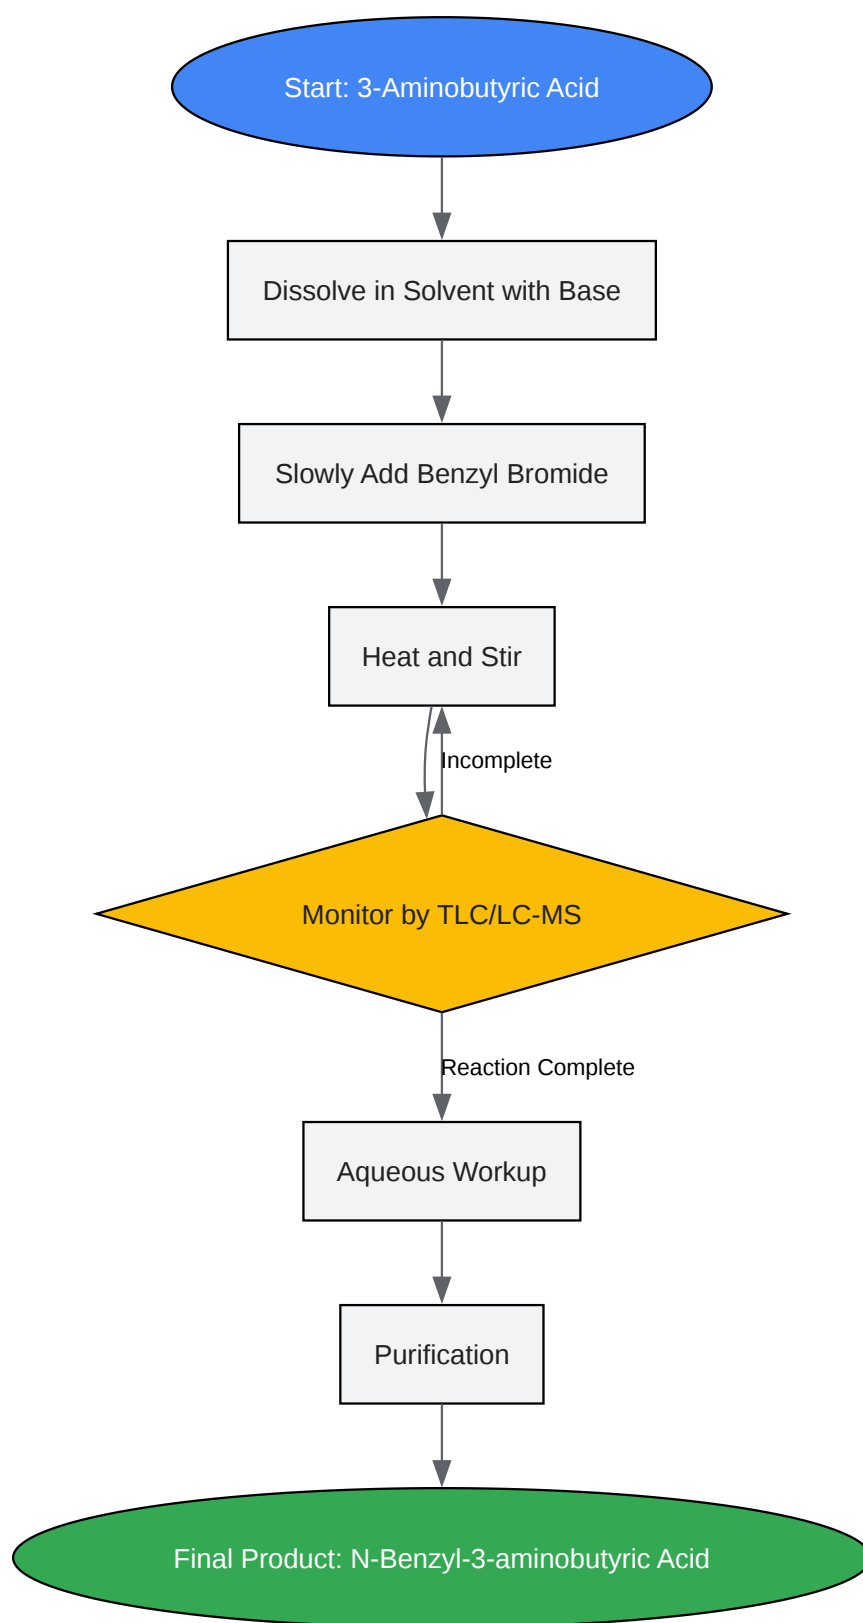 Start: 3-Aminobutyric Acid
Dissolve in Solvent with Base
Slowly Add Benzyl Bromide
Heat and Stir
Incomplete
Monitor by TLC/LC-MS
Reaction Complete
Aqueous Workup
Purification
Final Product: N-Benzyl-3-aminobutyric Acid